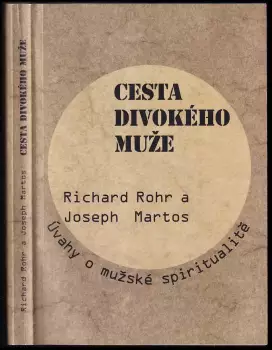 CESTA
DIVOKÉHO
MUŽE
Richard Rohr a
Joseph Martos
Úvahy o mužské spiritualitě
Richard Rohr a Joseph Martos CESTA DIVOKÉHO MUŽE